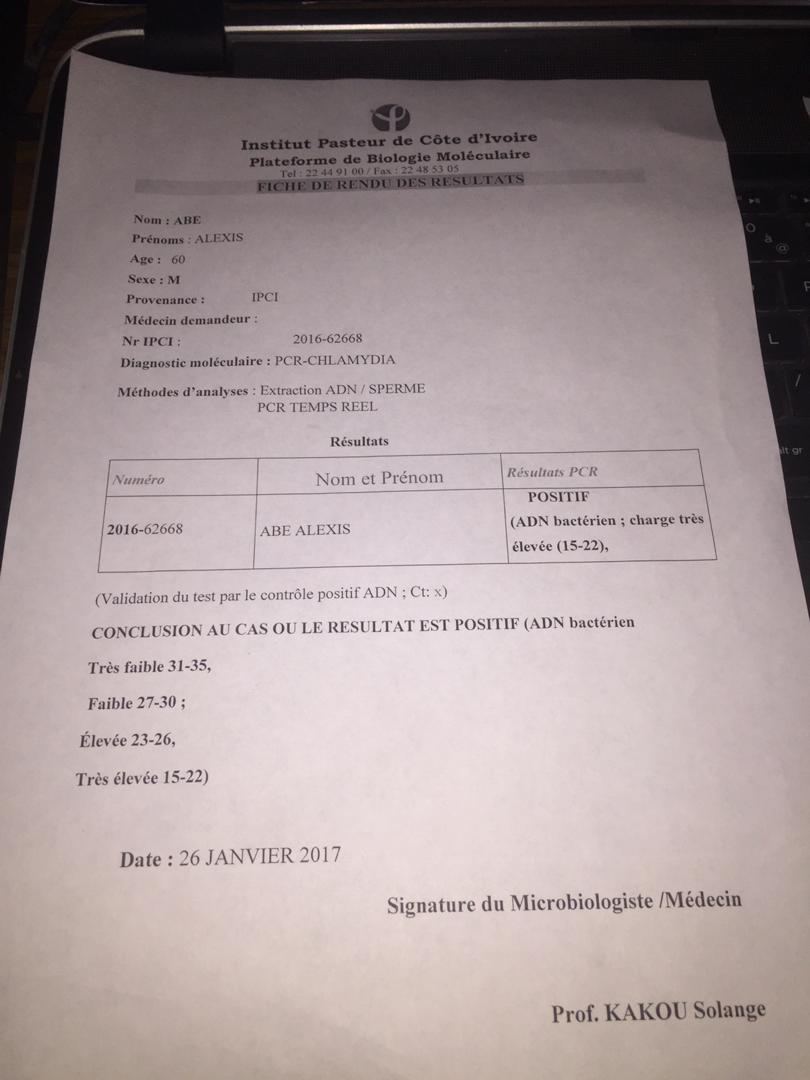 Institut Pasteur de Côte d'Ivoire
Plateforme de Biologie Moléculaire
Tel : 22 44 91 00 / Fax : 22 48 53 05
FICHE DE RENDU DES RESULTATS
Nom : ABE
Prénoms : ALEXIS
Age : 60
Sexe : M
Provenance : IPCI
Médecin demandeur :
Nr IPCI : 2016-62668
Diagnostic moléculaire : PCR-CHLAMYDIA
Méthodes d'analyses : Extraction ADN / SPERME
PCR TEMPS REEL
Résultats
Numéro Nom et Prénom Résultats PCR
POSITIF
2016-62668 ABE ALEXIS (ADN bactérien ; charge très
élevée (15-22),
(Validation du test par le contrôle positif ADN ; Ct: x)
CONCLUSION AU CAS OU LE RESULTAT EST POSITIF (ADN bactérien
Très faible 31-35,
Faible 27-30 ;
Élevée 23-26,
Très élevée 15-22)
Date : 26 JANVIER 2017
Signature du Microbiologiste /Médecin
Prof. KAKOU Solange